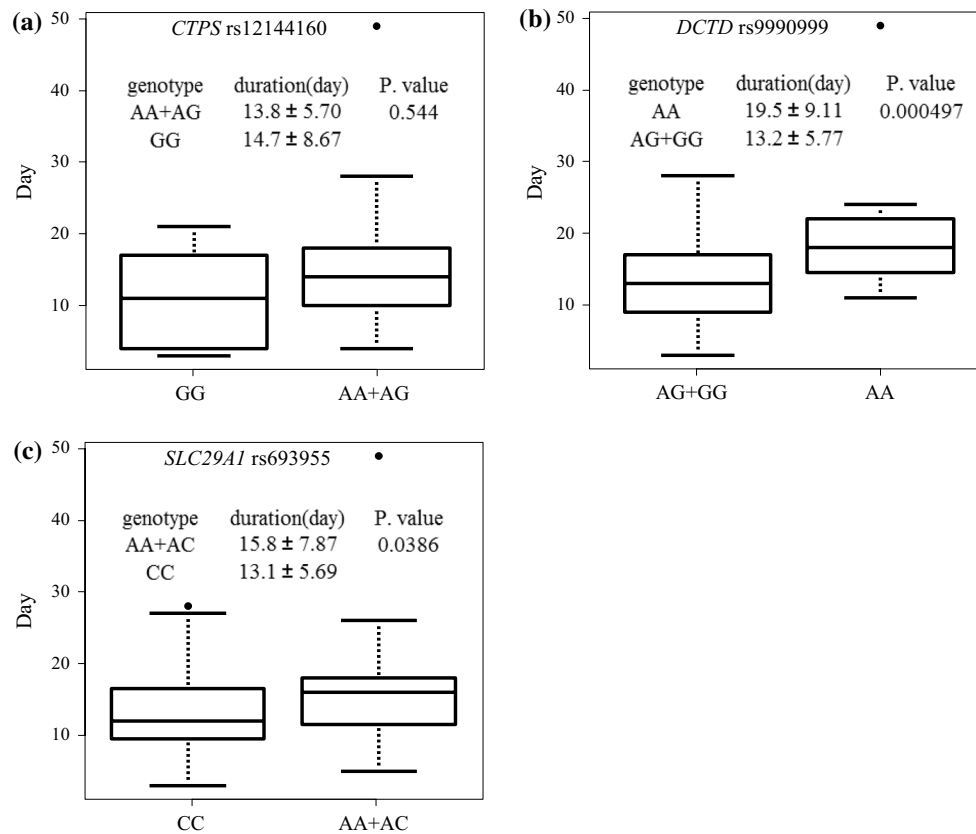 (a)
CTPS rs12144160
genotype duration(day) P. value
AA+AG 13.8 ± 5.70 0.544
GG 14.7 ± 8.67
Day
50
40
30
20
10
GG AA+AG
(b)
DCTD rs9990999
genotype duration(day) P. value
AA 19.5 ± 9.11 0.000497
AG+GG 13.2 ± 5.77
Day
50
40
30
20
10
AG+GG AA
(c)
SLC29A1 rs693955
genotype duration(day) P. value
AA+AC 15.8 ± 7.87 0.0386
CC 13.1 ± 5.69
Day
50
40
30
20
10
CC AA+AC